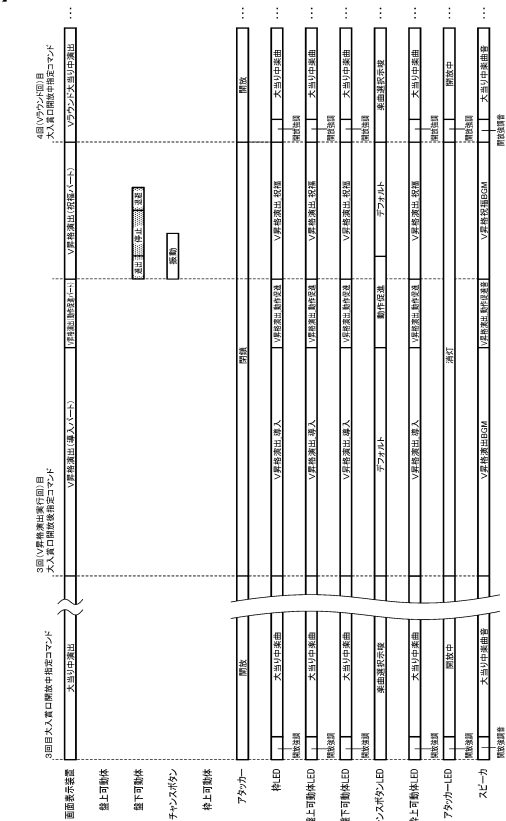 3回目大入賞口開放中指定コマンド
3回(V昇格演出実行回)目
大入賞口開放後指定コマンド
4回(Vラウンド回)目
大入賞口開放中指定コマンド
画面表示装置 大当り中演出 V昇格演出(導入パート) V昇格演出(動作促進パート) V昇格演出(祝福パート) Vラウンド大当り中演出 ...
盤上可動体
盤下可動体 進出 停止 退避
チャンスボタン 振動
枠上可動体
アタッカー 開放 閉鎖 開放 ...
枠LED 大当り中楽曲 V昇格演出_導入 V昇格演出_動作促進 V昇格演出_祝福 大当り中楽曲 ...
開放強調 開放強調
盤上可動体LED 大当り中楽曲 V昇格演出_導入 V昇格演出_動作促進 V昇格演出_祝福 大当り中楽曲 ...
開放強調 開放強調
盤下可動体LED 大当り中楽曲 V昇格演出_導入 V昇格演出_動作促進 V昇格演出_祝福 大当り中楽曲 ...
開放強調 開放強調
ンスボタンLED 楽曲選択示唆 デフォルト 動作促進 デフォルト 楽曲選択示唆 ...
上可動体LED 大当り中楽曲 V昇格演出_導入 V昇格演出_動作促進 V昇格演出_祝福 大当り中楽曲 ...
開放強調 開放強調
アタッカーLED 開放中 消灯 開放中 ...
開放強調 開放強調
スピーカ 大当り中楽曲音 V昇格演出BGM V昇格演出_動作促進音 V昇格祝福BGM 大当り中楽曲音 ...
開放強調音 開放強調音